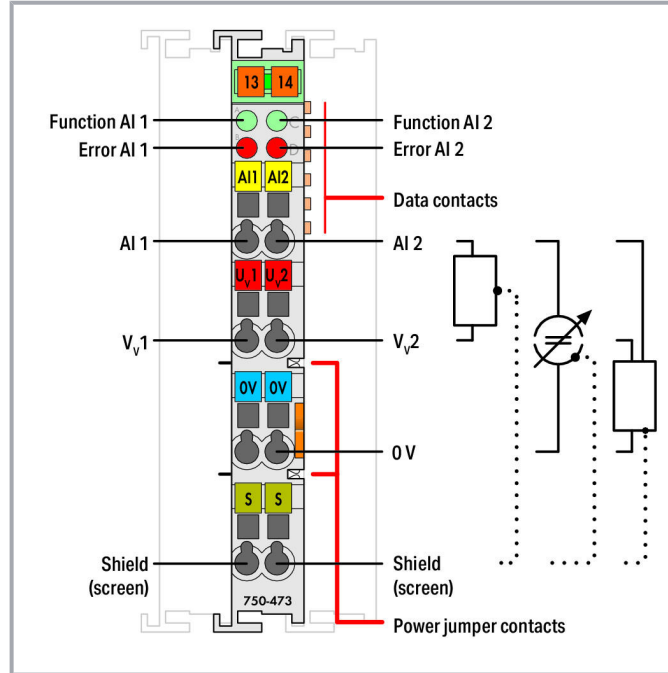 13 14
A C
Function AI 1
Function AI 2
B D
Error AI 1
Error AI 2
AI1 AI2
Data contacts
AI 1
AI 2
UV1 UV2
VV1
VV2
0V 0V
0 V
S S
Shield
(screen)
Shield
(screen)
750-473
Power jumper contacts